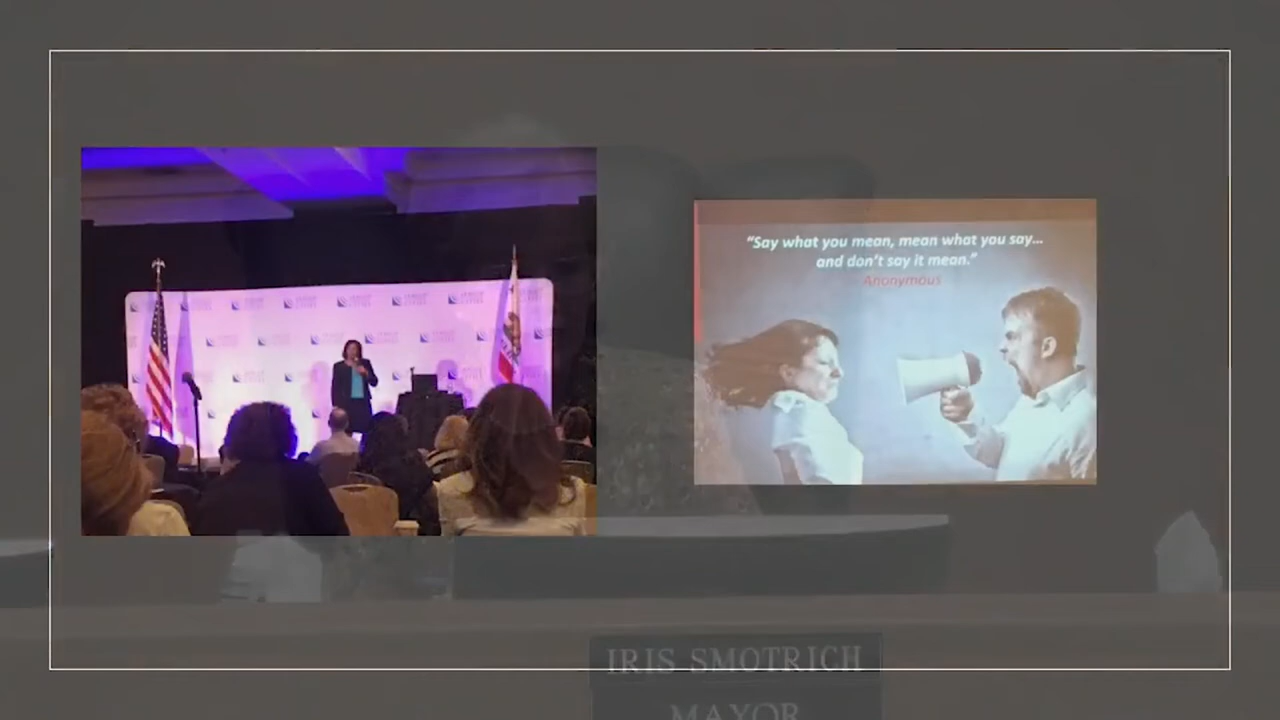 “Say what you mean, mean what you say...
and don’t say it mean.”
Anonymous
IRIS SMOTRICH
MAYOR